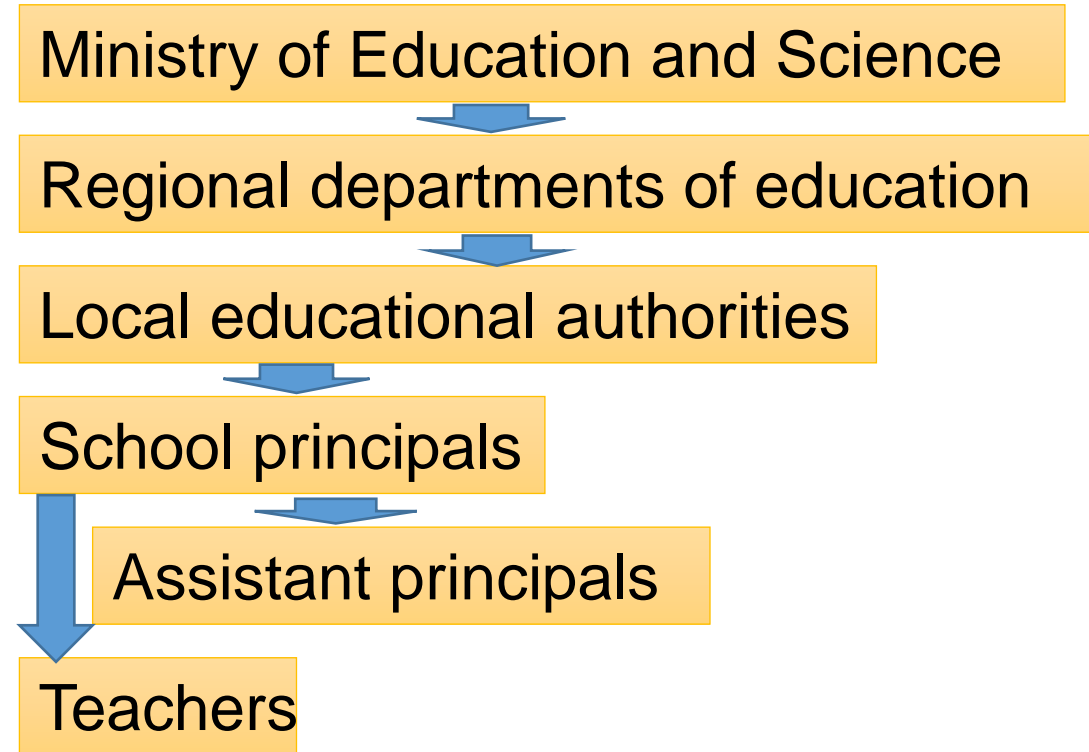 Ministry of Education and Science
Regional departments of education
Local educational authorities
School principals
Assistant principals
Teachers